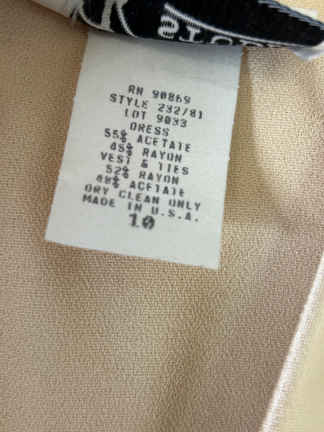 RN 90869
STYLE 232/81
LOT 9033
DRESS
55% ACETATE
45% RAYON
VEST & TIES
52% RAYON
48% ACETATE
DRY CLEAN ONLY
MADE IN U.S.A.
10